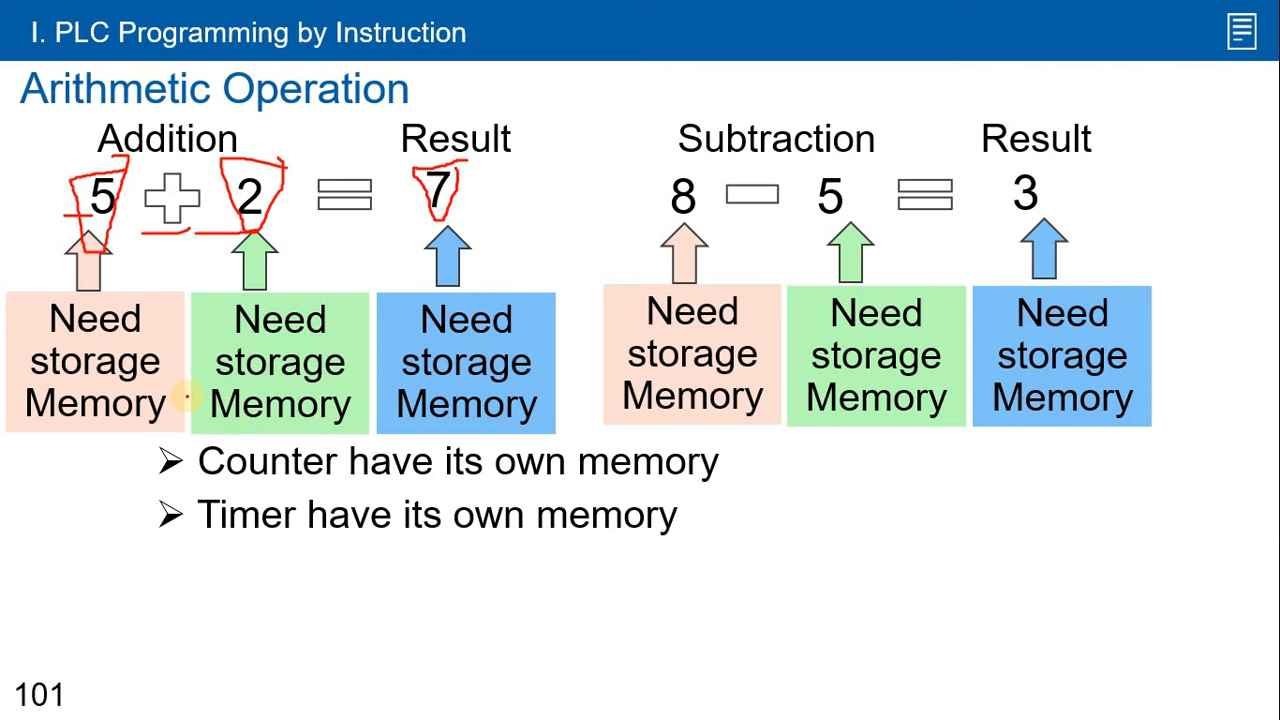 I. PLC Programming by Instruction
Arithmetic Operation
Addition Result
5 + 2 = 7
Need storage Memory
Need storage Memory
Need storage Memory
Subtraction Result
8 - 5 = 3
Need storage Memory
Need storage Memory
Need storage Memory
➢ Counter have its own memory
➢ Timer have its own memory
101